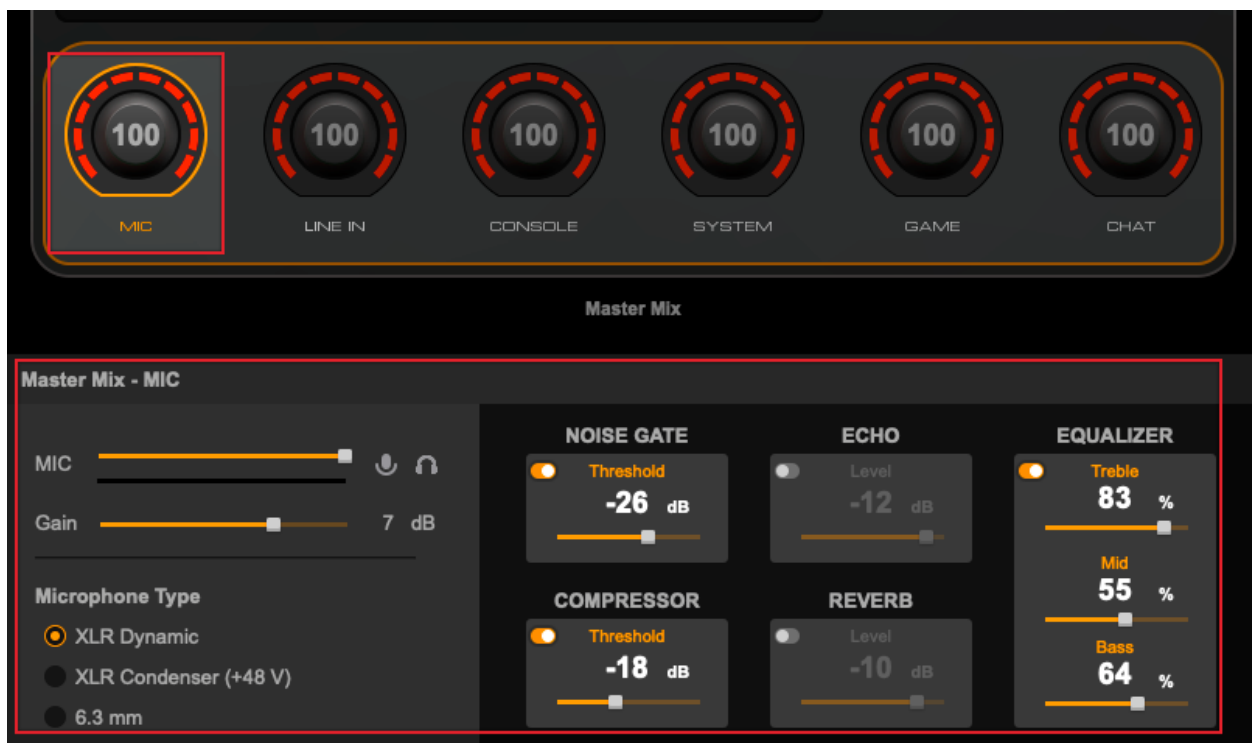 100 100 100 100 100 100
MIC LINE IN CONSOLE SYSTEM GAME CHAT
Master Mix
Master Mix - MIC
MIC
Gain 7 dB
Microphone Type
XLR Dynamic
XLR Condenser (+48 V)
6.3 mm
NOISE GATE
Threshold
-26 dB
ECHO
Level
-12 dB
COMPRESSOR
Threshold
-18 dB
REVERB
Level
-10 dB
EQUALIZER
Treble
83 %
Mid
55 %
Bass
64 %